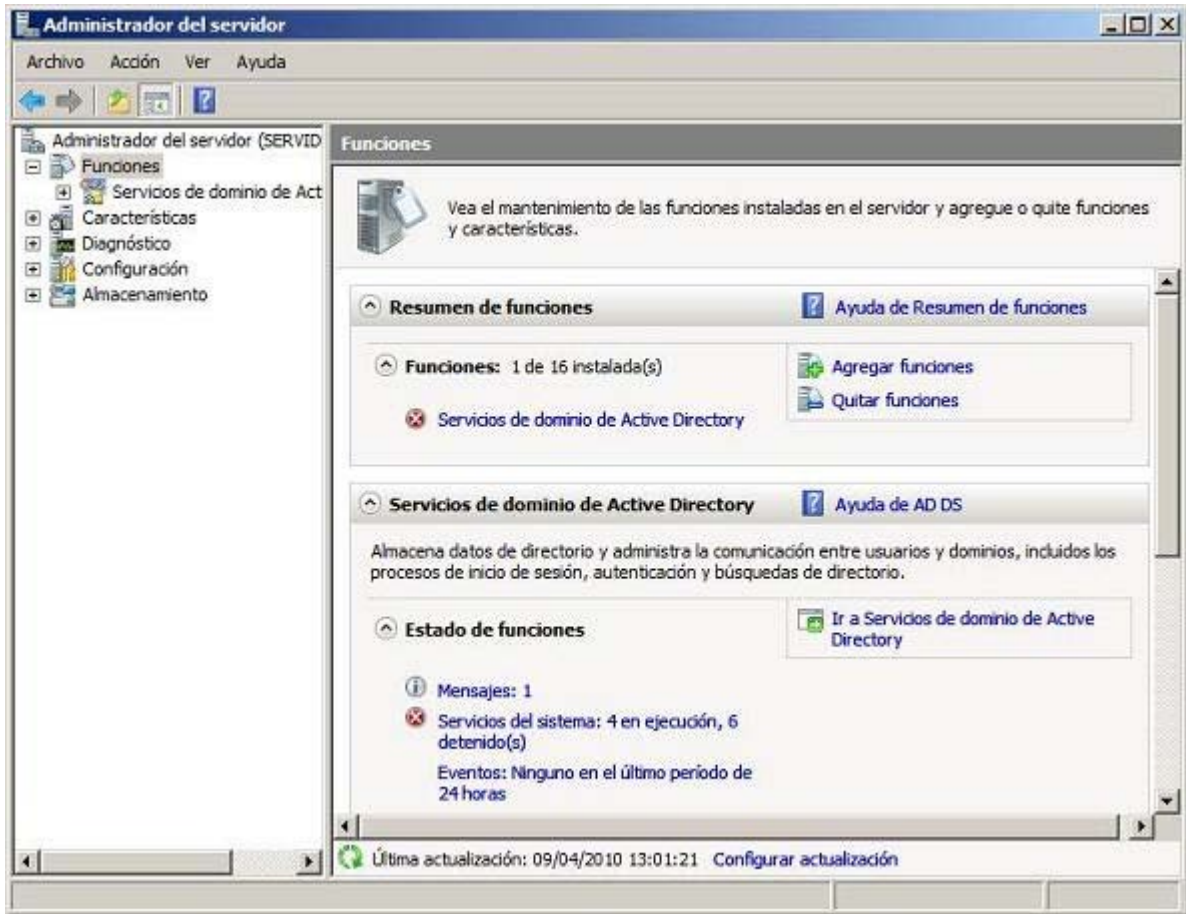 Administrador del servidor
Archivo Acción Ver Ayuda
Administrador del servidor (SERVID
Funciones
Servicios de dominio de Act
Características
Diagnóstico
Configuración
Almacenamiento
Funciones
Vea el mantenimiento de las funciones instaladas en el servidor y agregue o quite funciones
y características.
Resumen de funciones
Ayuda de Resumen de funciones
Funciones: 1 de 16 instalada(s)
Agregar funciones
Quitar funciones
Servicios de dominio de Active Directory
Servicios de dominio de Active Directory
Ayuda de AD DS
Almacena datos de directorio y administra la comunicación entre usuarios y dominios, incluidos los
procesos de inicio de sesión, autenticación y búsquedas de directorio.
Estado de funciones
Ir a Servicios de dominio de Active
Directory
Mensajes: 1
Servicios del sistema: 4 en ejecución, 6
detenido(s)
Eventos: Ninguno en el último período de
24 horas
Última actualización: 09/04/2010 13:01:21 Configurar actualización